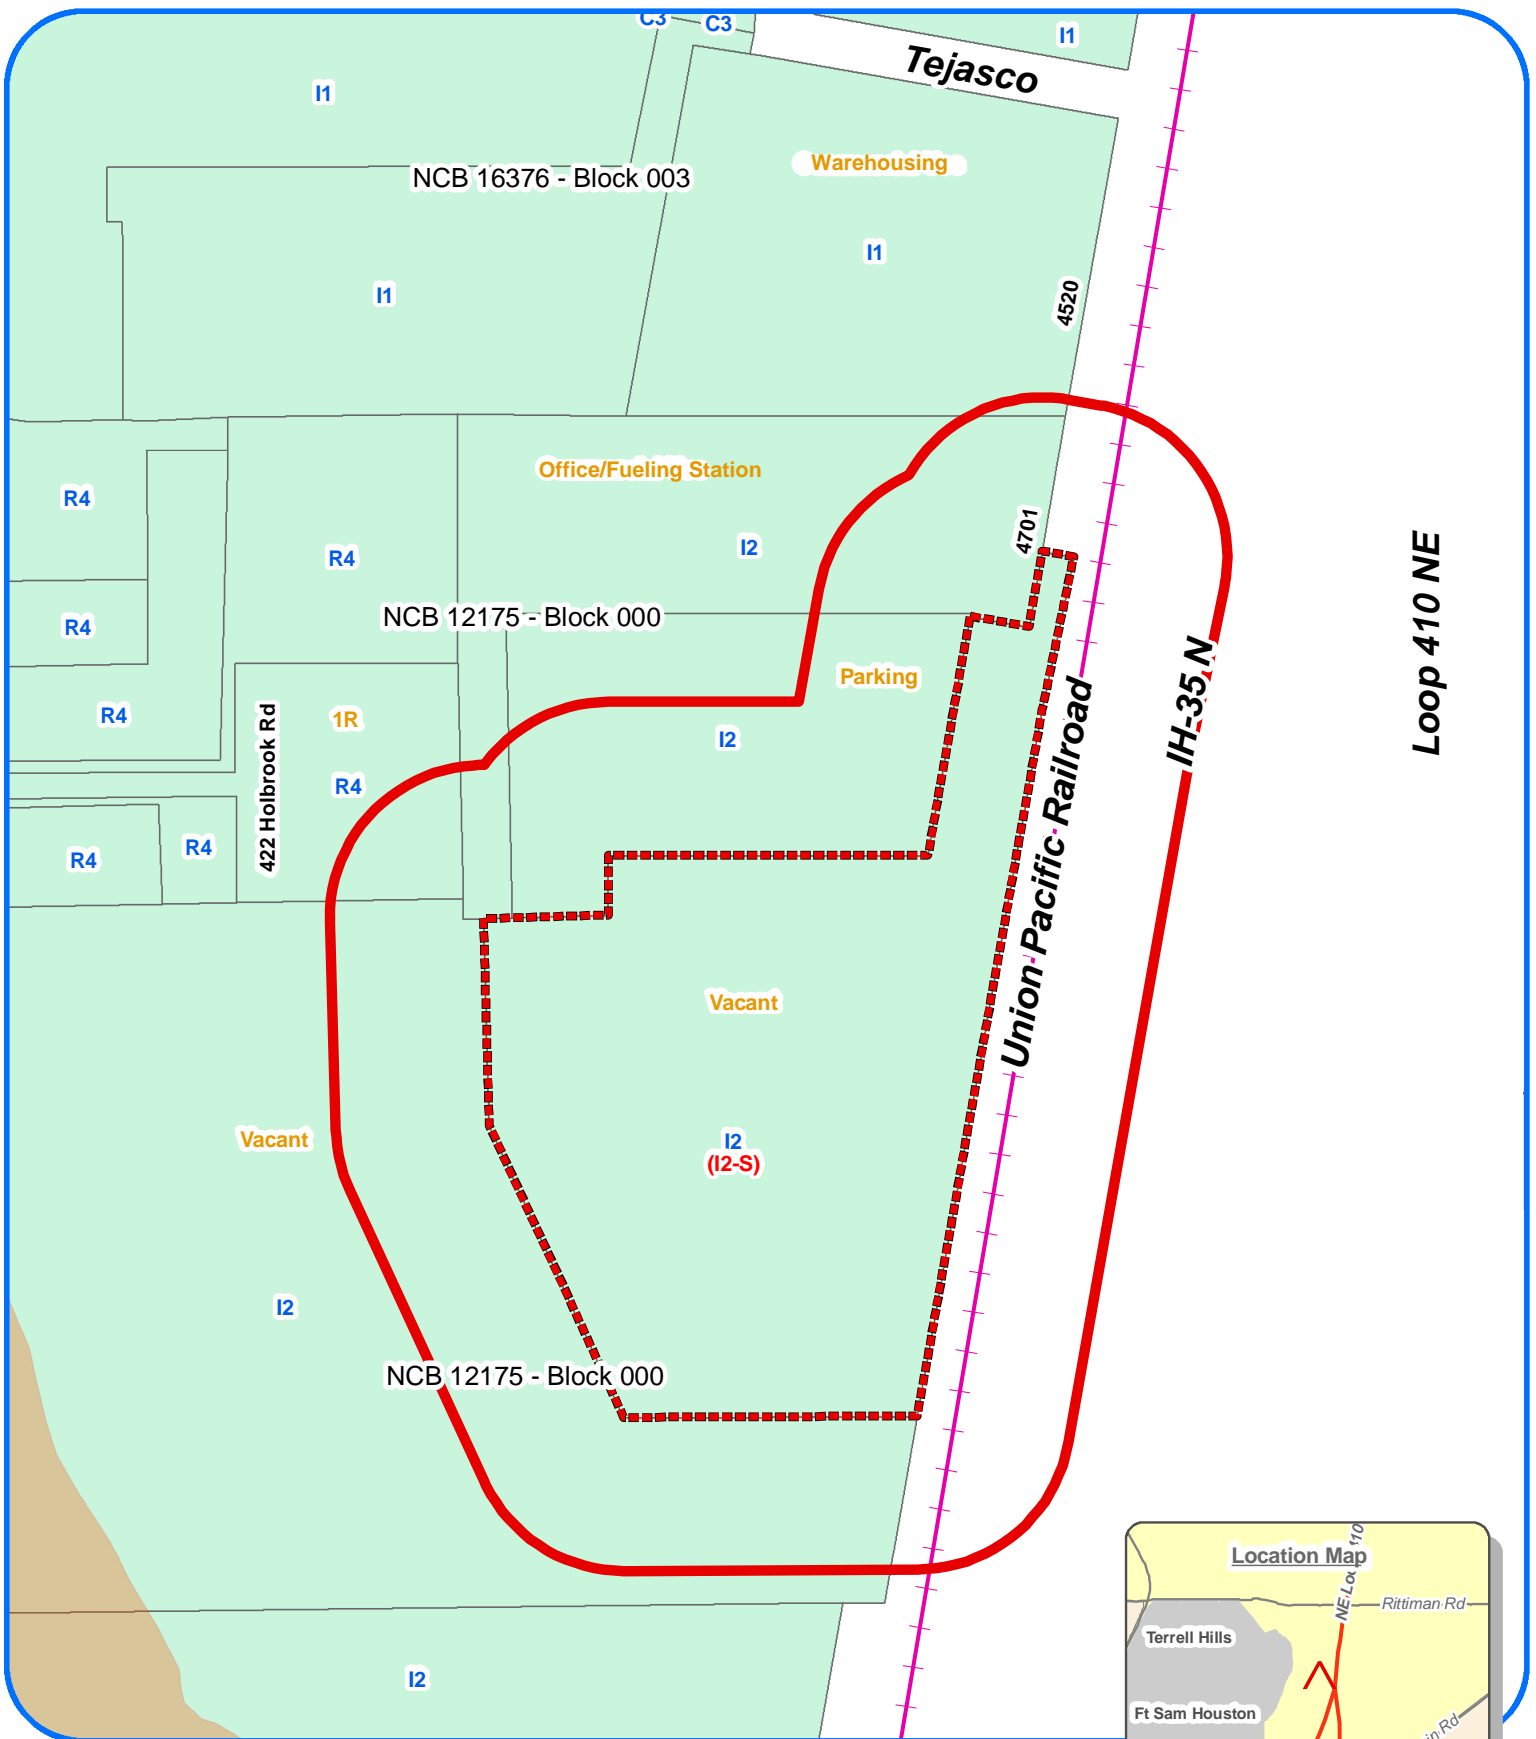 C3
C3
I1
Tejasco
I1
Warehousing
NCB 16376 - Block 003
I1
I1
4520
Office/Fueling Station
R4
4701
I2
R4
Loop 410 NE
NCB 12175 - Block 000
R4
Parking
IH-35 N
Union Pacific Railroad
R4
1R
422 Holbrook Rd
I2
R4
R4
R4
Vacant
Vacant
I2
(I2-S)
I2
NCB 12175 - Block 000
I2
Location Map
Rittiman Rd
Terrell Hills
Ft Sam Houston